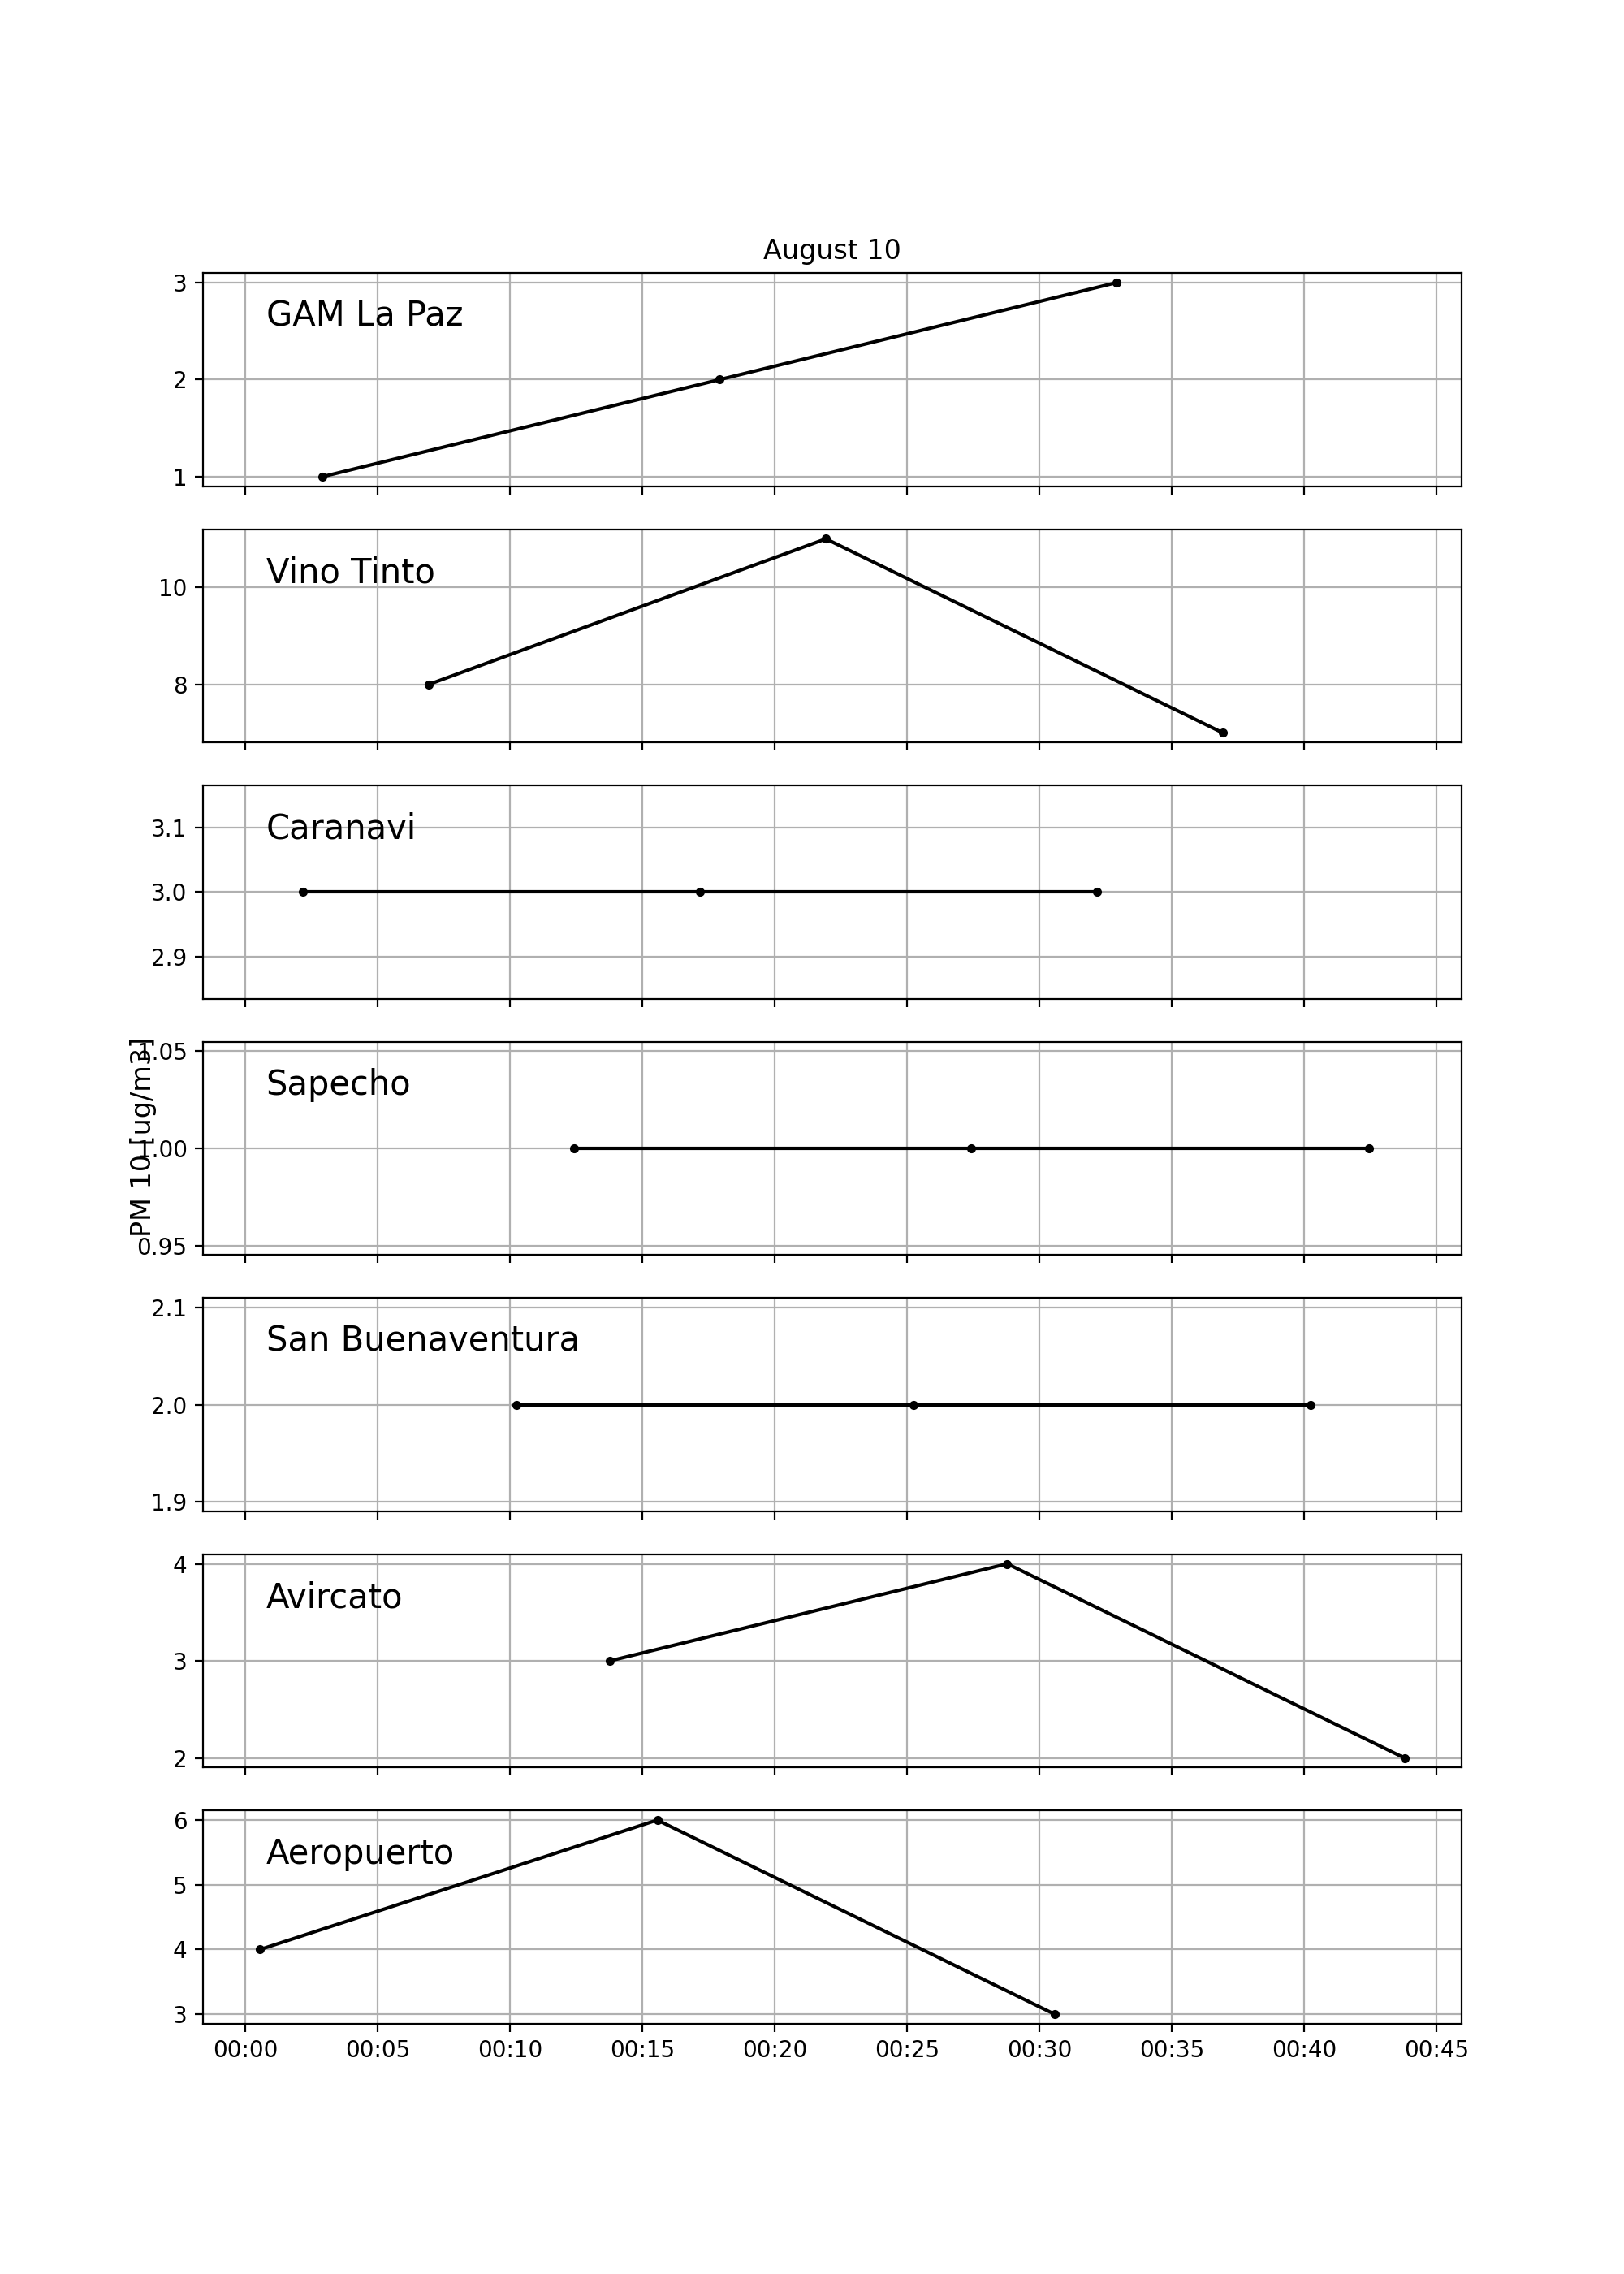 August 10
3
GAM La Paz
2
1
Vino Tinto
10
8
3.1
Caranavi
3.0
2.9
PM 10 [ug/m3]
1.05
Sapecho
1.00
0.95
2.1
San Buenaventura
2.0
1.9
4
Avircato
3
2
6
Aeropuerto
5
4
3
00:00 00:05 00:10 00:15 00:20 00:25 00:30 00:35 00:40 00:45